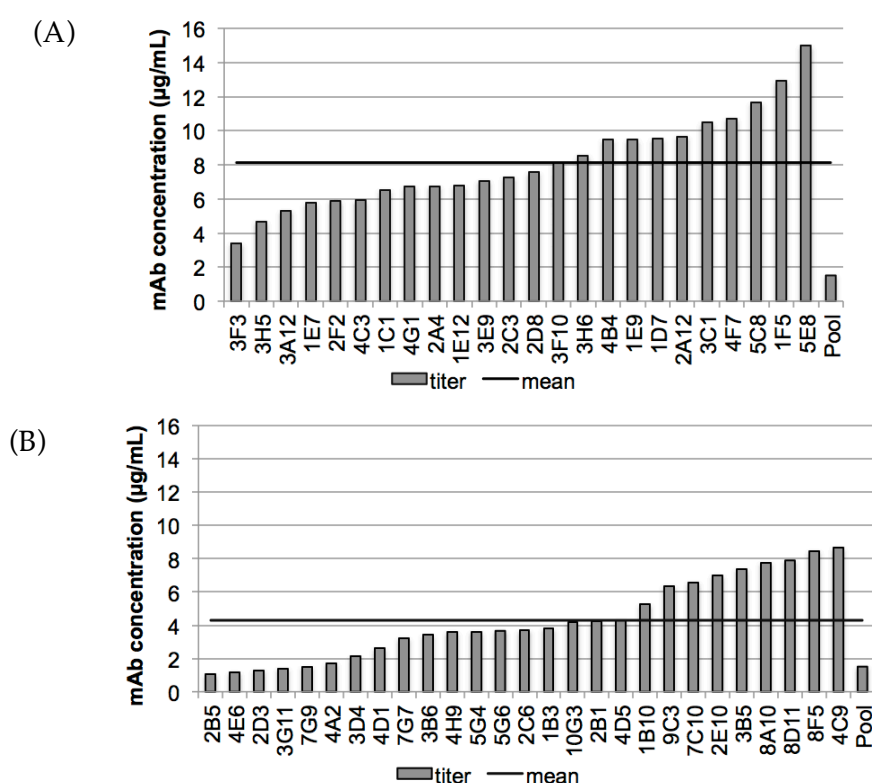 (A)
mAb concentration (µg/mL)
16
14
12
10
8
6
4
2
0
3F3 3H5 3A12 1E7 2F2 4C3 1C1 4G1 2A4 1E12 3E9 2C3 2D8 3F10 3H6 4B4 1E9 1D7 2A12 3C1 4F7 5C8 1F5 5E8 Pool
titer mean
(B)
mAb concentration (µg/mL)
16
14
12
10
8
6
4
2
0
2B5 4E6 2D3 3G11 7G9 4A2 3D4 4D1 7G7 3B6 4H9 5G4 5G6 2C6 1B3 10G3 2B1 4D5 1B10 9C3 7C10 2E10 3B5 8A10 8D11 8F5 4C9 Pool
titer mean